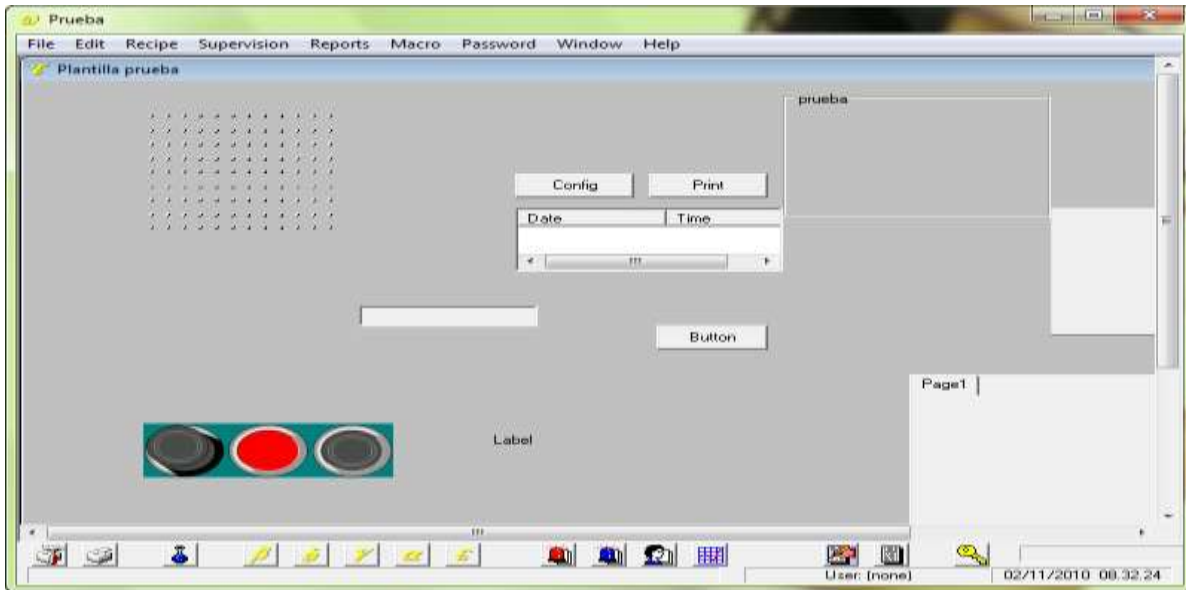 Prueba
File Edit Recipe Supervision Reports Macro Password Window Help
Plantilla prueba
prueba
Config Print
Date Time
Button
Page1
Label
β δ γ α ε
User: (none) 02/11/2010 08.32.24